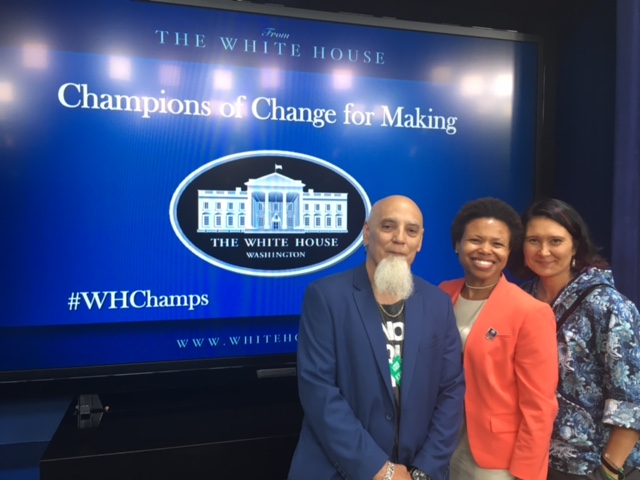 From
THE WHITE HOUSE
Champions of Change for Making
THE WHITE HOUSE
WASHINGTON
#WHChamps